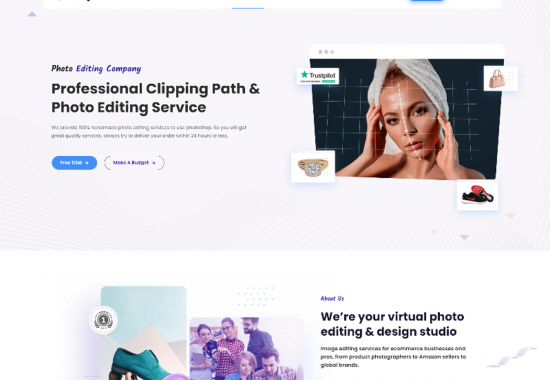 Photo Editing Company
Professional Clipping Path &
Photo Editing Service
We provide 100% handmade photo editing services to use photoshop. So you will got
great quality services. always try to deliver your order within 24 hours or less.
Free Trial →
Make A Budget →
Trustpilot
About Us
We're your virtual photo
editing & design studio
Image editing services for ecommerce businesses and
pros, from product photographers to Amazon sellers to
global brands.